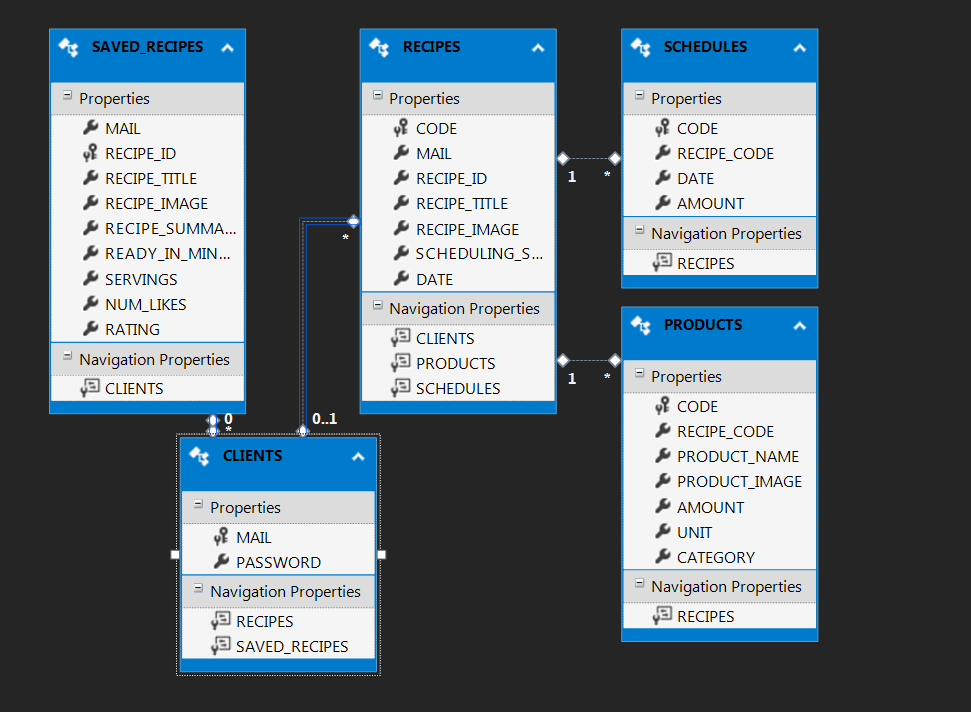 SAVED_RECIPES
Properties
MAIL
RECIPE_ID
RECIPE_TITLE
RECIPE_IMAGE
RECIPE_SUMMA...
READY_IN_MIN...
SERVINGS
NUM_LIKES
RATING
Navigation Properties
CLIENTS
RECIPES
Properties
CODE
MAIL
RECIPE_ID
RECIPE_TITLE
RECIPE_IMAGE
SCHEDULING_S...
DATE
Navigation Properties
CLIENTS
PRODUCTS
SCHEDULES
1 *
SCHEDULES
Properties
CODE
RECIPE_CODE
DATE
AMOUNT
Navigation Properties
RECIPES
1 *
PRODUCTS
Properties
CODE
RECIPE_CODE
PRODUCT_NAME
PRODUCT_IMAGE
AMOUNT
UNIT
CATEGORY
Navigation Properties
RECIPES
*
0 0..1
*
CLIENTS
Properties
MAIL
PASSWORD
Navigation Properties
RECIPES
SAVED_RECIPES